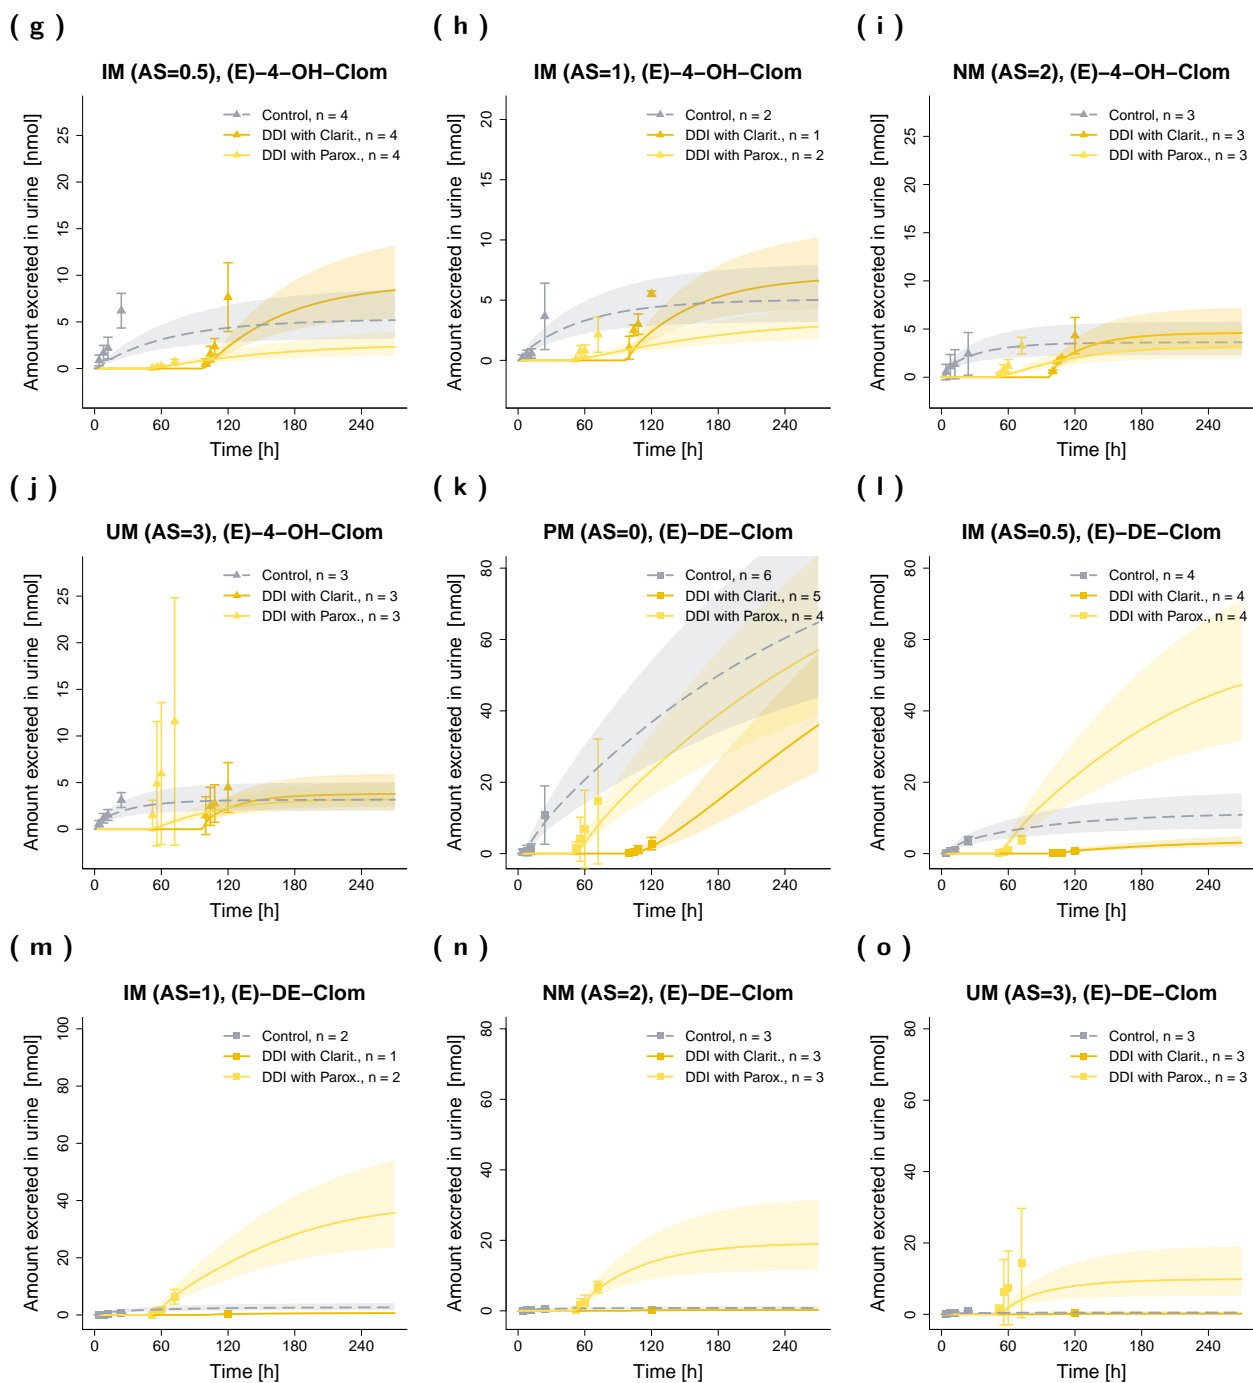 ( g )
IM (AS=0.5), (E)−4−OH−Clom
Amount excreted in urine [nmol]
25
20
15
10
5
0
Control, n = 4
DDI with Clarit., n = 4
DDI with Parox., n = 4
0 60 120 180 240
Time [h]
( h )
IM (AS=1), (E)−4−OH−Clom
Amount excreted in urine [nmol]
20
15
10
5
0
Control, n = 2
DDI with Clarit., n = 1
DDI with Parox., n = 2
0 60 120 180 240
Time [h]
( i )
NM (AS=2), (E)−4−OH−Clom
Amount excreted in urine [nmol]
25
20
15
10
5
0
Control, n = 3
DDI with Clarit., n = 3
DDI with Parox., n = 3
0 60 120 180 240
Time [h]
( j )
UM (AS=3), (E)−4−OH−Clom
Amount excreted in urine [nmol]
25
20
15
10
5
0
Control, n = 3
DDI with Clarit., n = 3
DDI with Parox., n = 3
0 60 120 180 240
Time [h]
( k )
PM (AS=0), (E)−DE−Clom
Amount excreted in urine [nmol]
80
60
40
20
0
Control, n = 6
DDI with Clarit., n = 5
DDI with Parox., n = 4
0 60 120 180 240
Time [h]
( l )
IM (AS=0.5), (E)−DE−Clom
Amount excreted in urine [nmol]
80
60
40
20
0
Control, n = 4
DDI with Clarit., n = 4
DDI with Parox., n = 4
0 60 120 180 240
Time [h]
( m )
IM (AS=1), (E)−DE−Clom
Amount excreted in urine [nmol]
100
80
60
40
20
0
Control, n = 2
DDI with Clarit., n = 1
DDI with Parox., n = 2
0 60 120 180 240
Time [h]
( n )
NM (AS=2), (E)−DE−Clom
Amount excreted in urine [nmol]
80
60
40
20
0
Control, n = 3
DDI with Clarit., n = 3
DDI with Parox., n = 3
0 60 120 180 240
Time [h]
( o )
UM (AS=3), (E)−DE−Clom
Amount excreted in urine [nmol]
80
60
40
20
0
Control, n = 3
DDI with Clarit., n = 3
DDI with Parox., n = 3
0 60 120 180 240
Time [h]